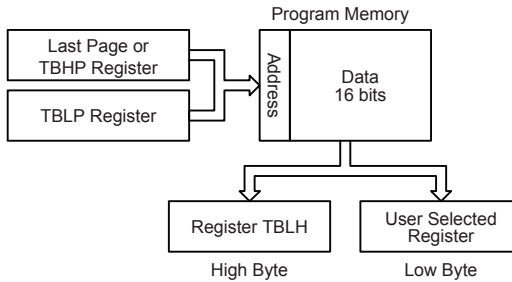 Program Memory
Last Page or
TBHP Register
TBLP Register
Address
Data
16 bits
Register TBLH
User Selected
Register
High Byte
Low Byte